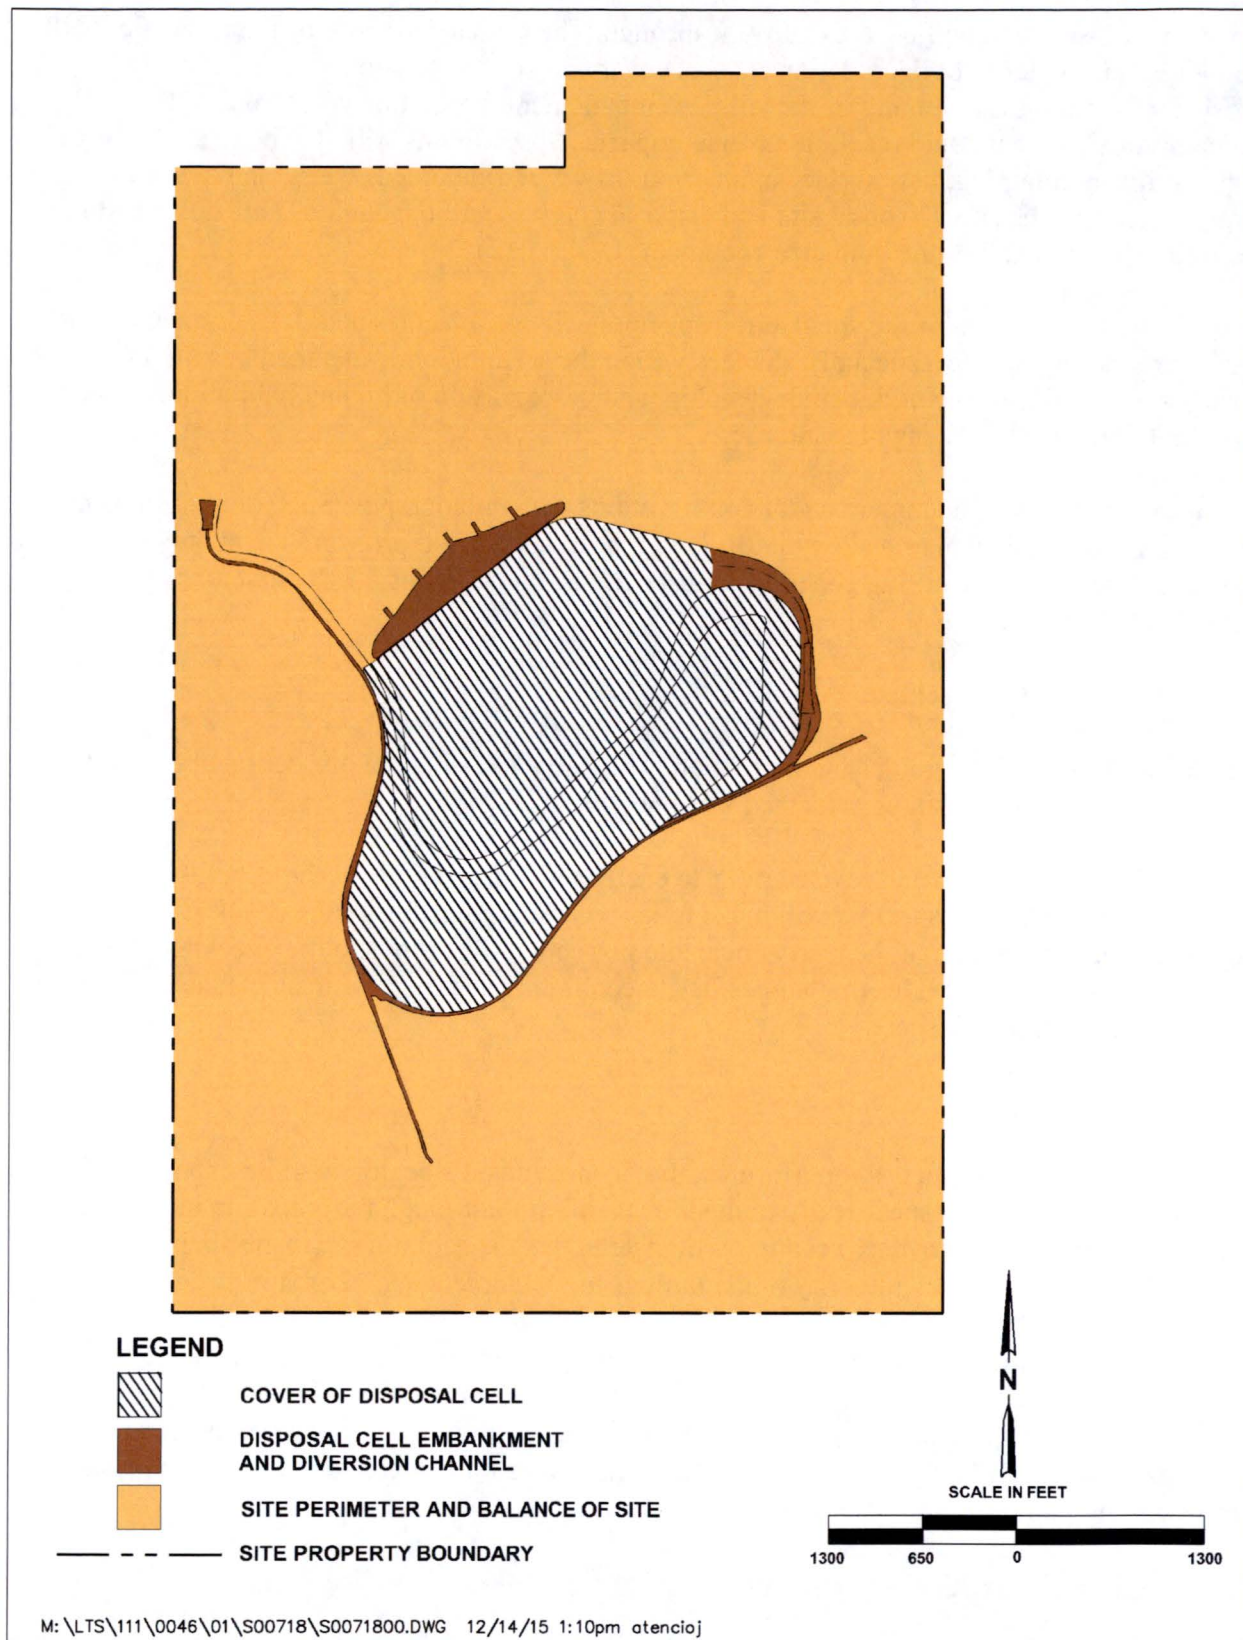 LEGEND
COVER OF DISPOSAL CELL
DISPOSAL CELL EMBANKMENT
AND DIVERSION CHANNEL
SITE PERIMETER AND BALANCE OF SITE
SITE PROPERTY BOUNDARY
N
SCALE IN FEET
1300 650 0 1300
M:\LTS\111\0046\01\S00718\S0071800.DWG 12/14/15 1:10pm atencioj